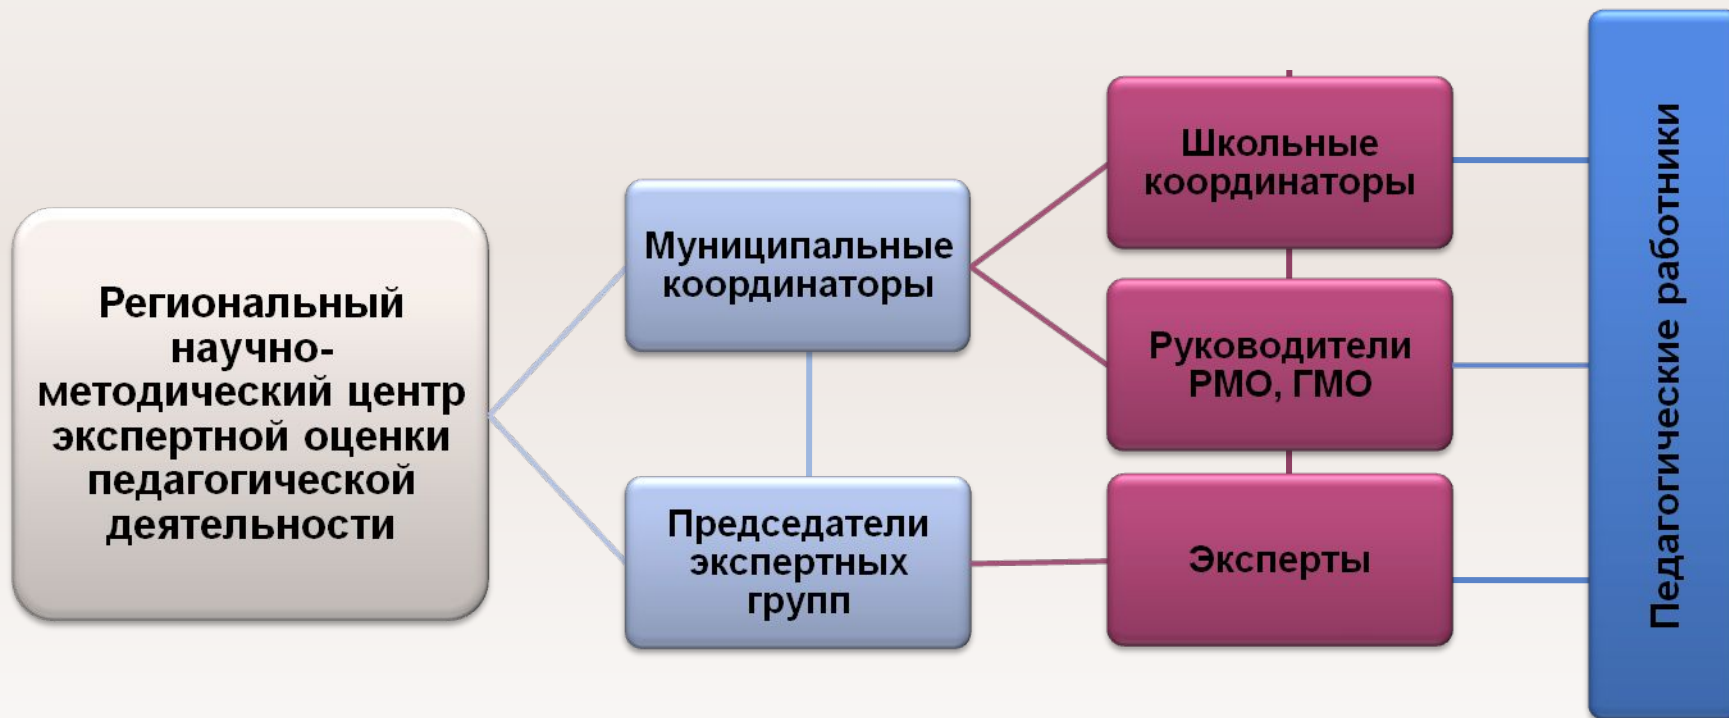 Региональный
научно-
методический центр
экспертной оценки
педагогической
деятельности
Муниципальные
координаторы
Председатели
экспертных
групп
Школьные
координаторы
Руководители
РМО, ГМО
Эксперты
Педагогические работники